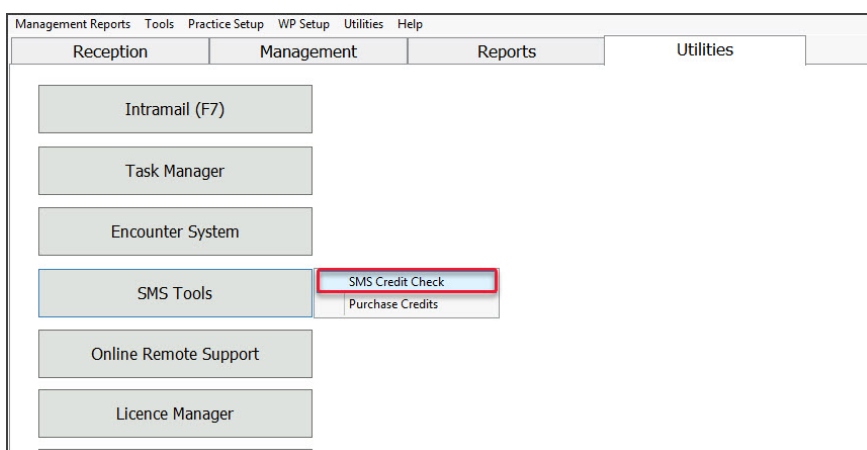 Management Reports Tools Practice Setup WP Setup Utilities Help
Reception Management Reports Utilities
Intramail (F7)
Task Manager
Encounter System
SMS Tools
SMS Credit Check
Purchase Credits
Online Remote Support
Licence Manager